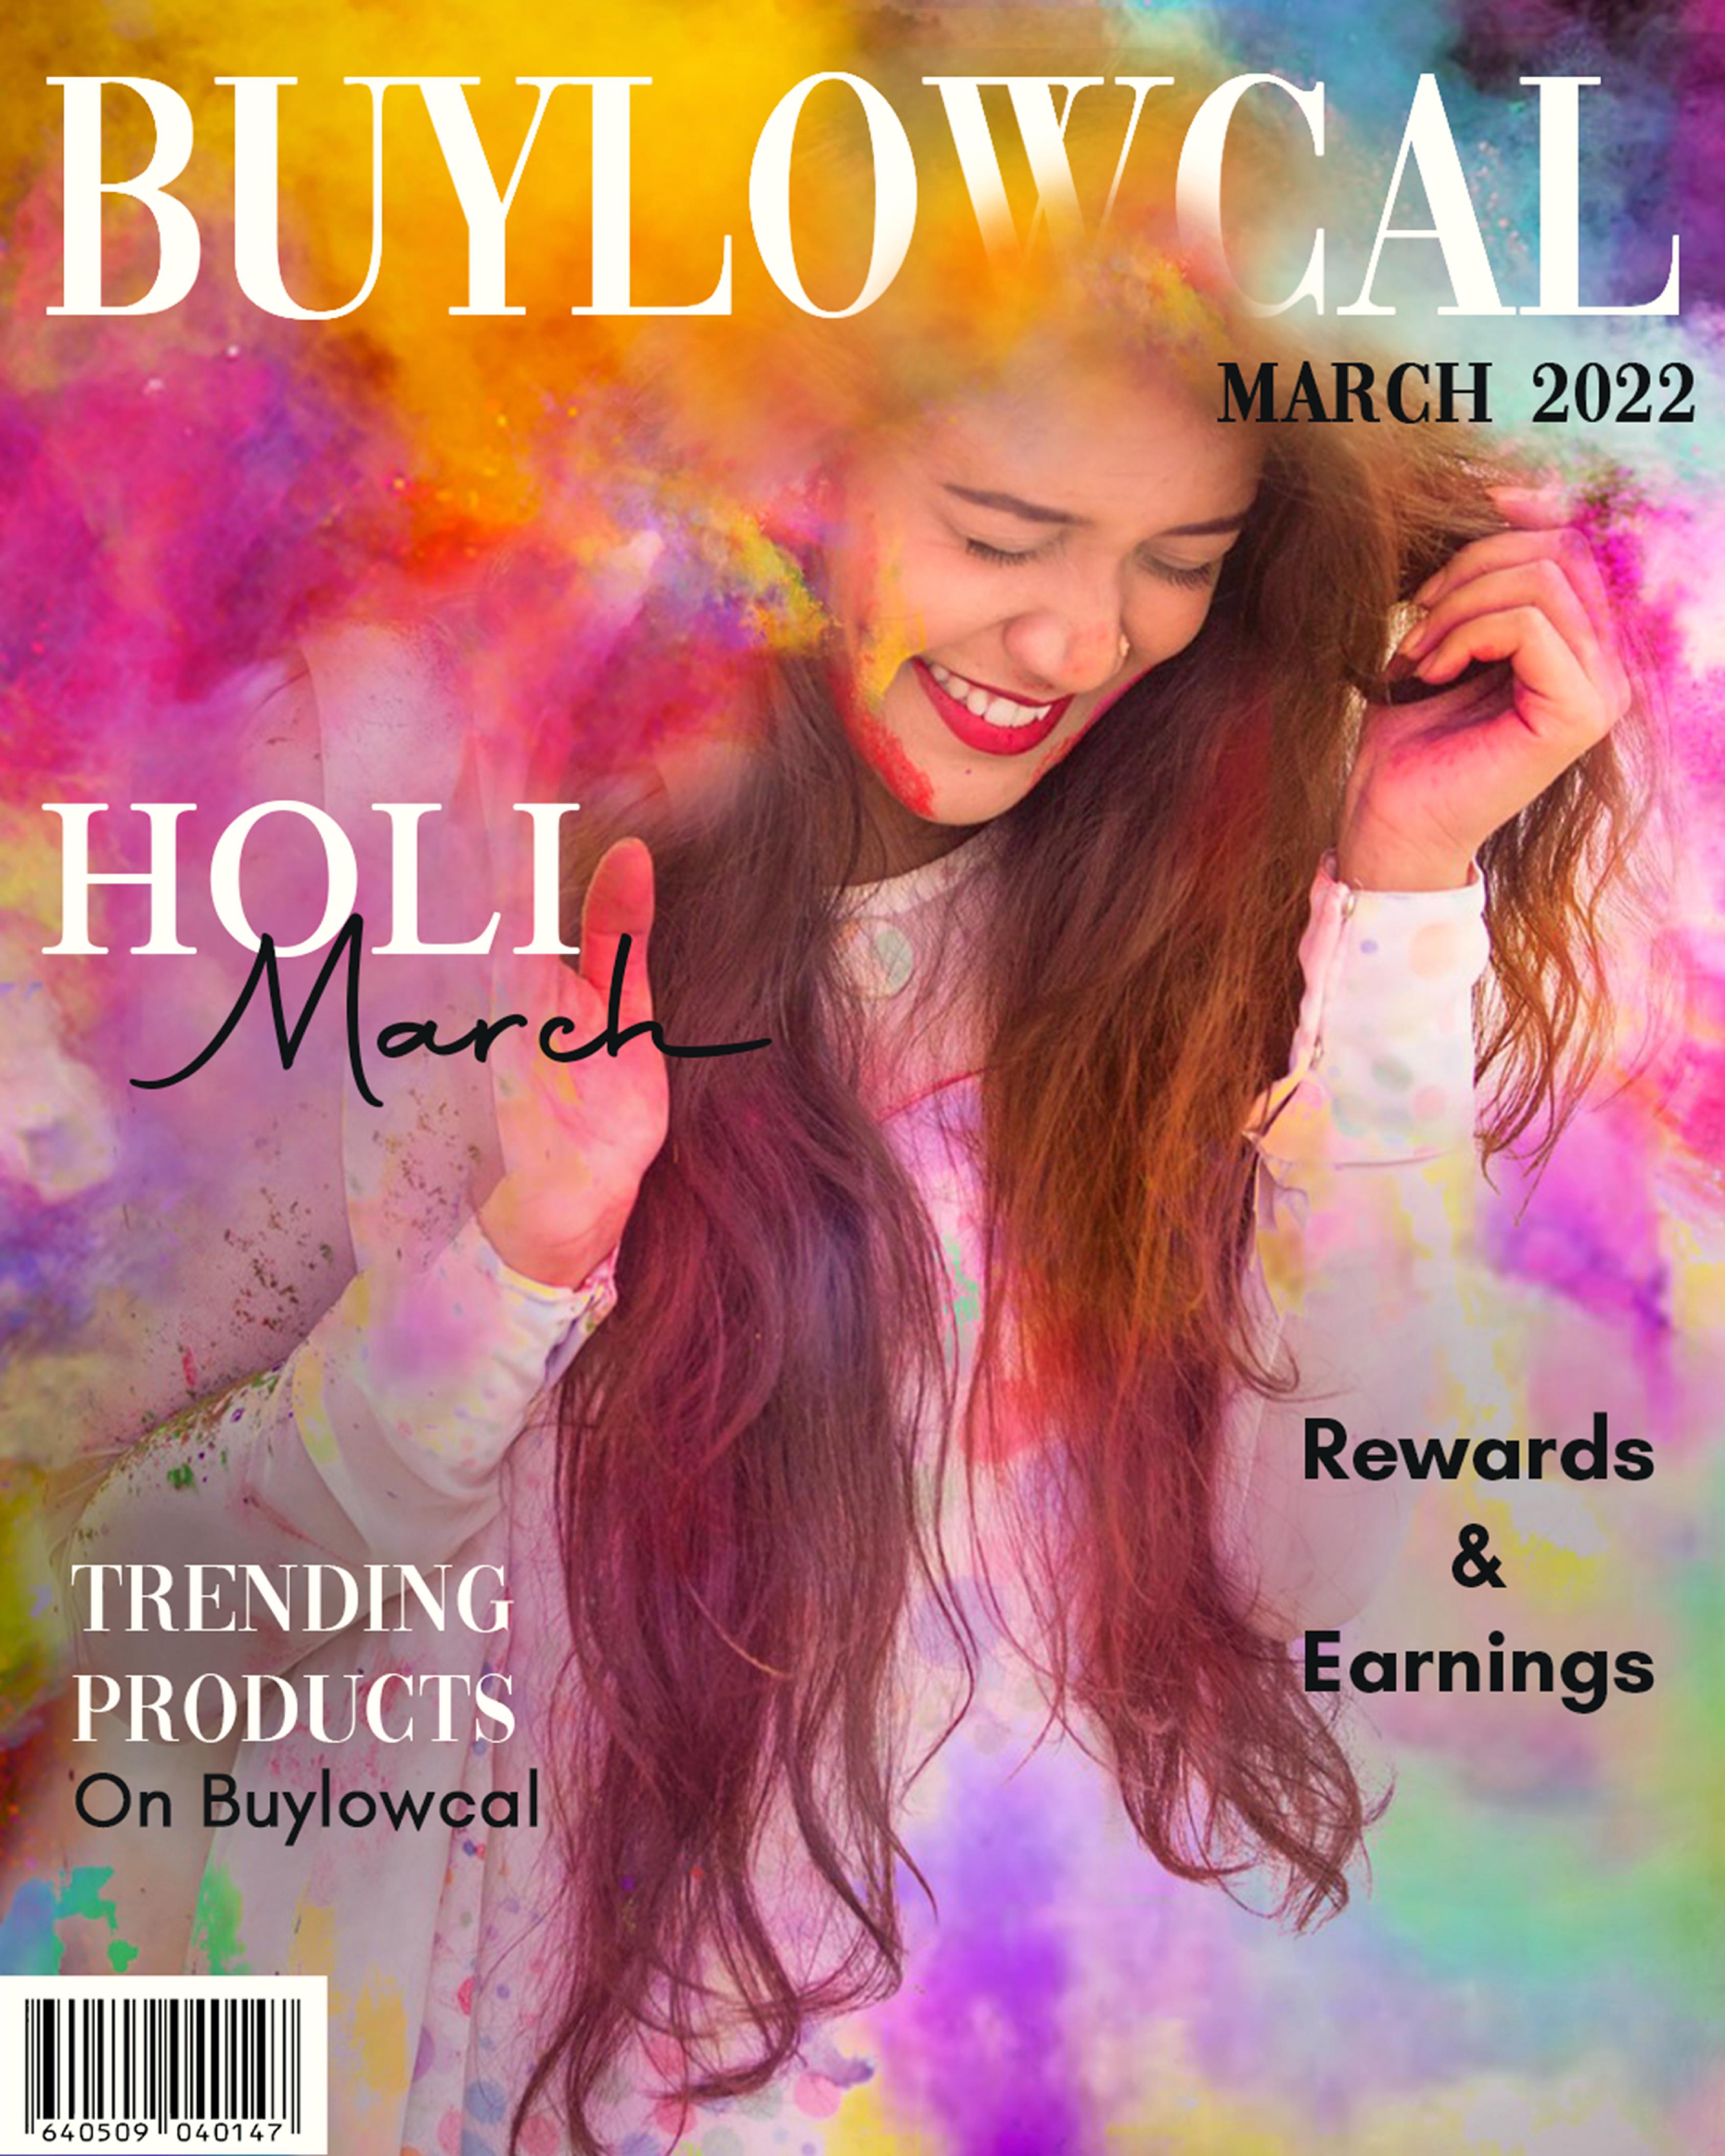 BUYLOWCAL
MARCH 2022
HOLI
March
Rewards
&
Earnings
TRENDING
PRODUCTS
On Buylowcal
640509 040147